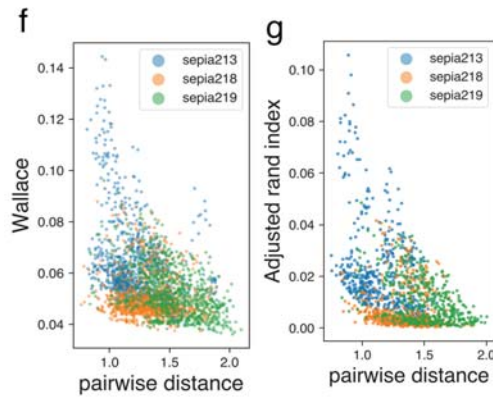 f
sepia213
sepia218
sepia219
0.14
0.12
0.10
0.08
0.06
0.04
Wallace
1.0 1.5 2.0
pairwise distance
g
sepia213
sepia218
sepia219
0.10
0.08
0.06
0.04
0.02
0.00
Adjusted rand index
1.0 1.5 2.0
pairwise distance